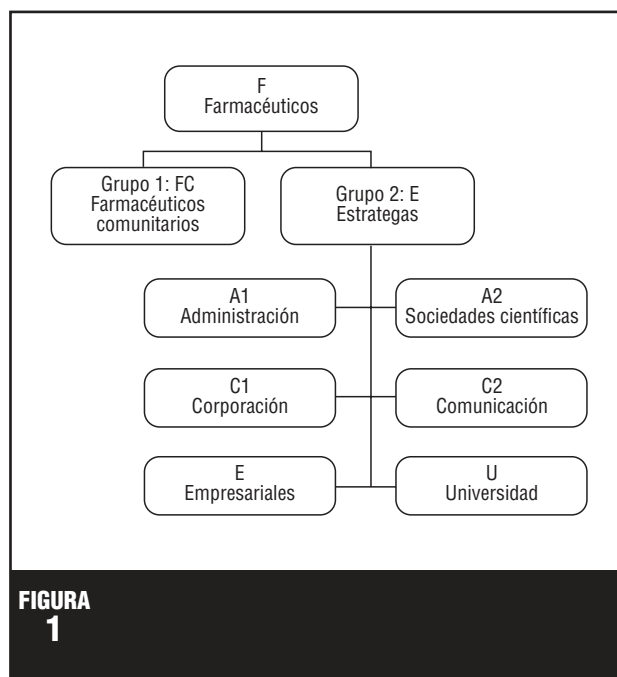 F
Farmacéuticos
Grupo 1: FC
Farmacéuticos
comunitarios
Grupo 2: E
Estrategas
A1
Administración
A2
Sociedades científicas
C1
Corporación
C2
Comunicación
E
Empresariales
U
Universidad
FIGURA
1